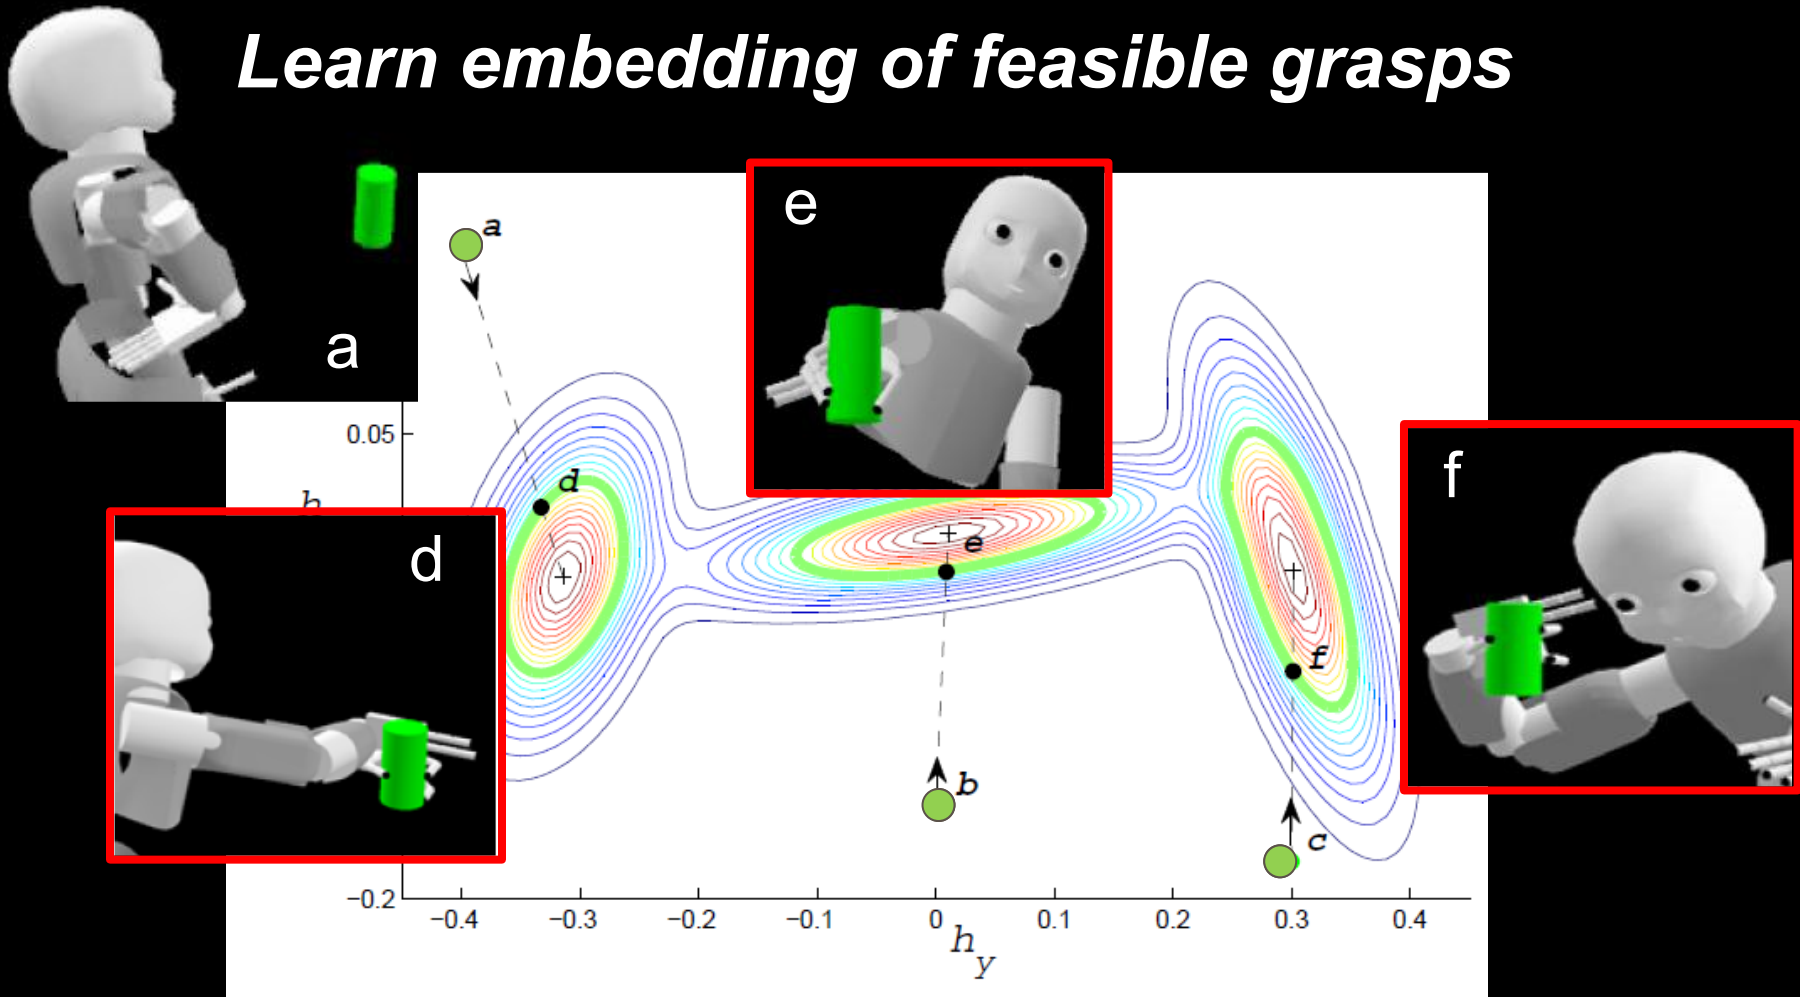 Learn embedding of feasible grasps
a
e
a
f
0.05
d
h
d
e
f
b
c
−0.2
−0.4 −0.3 −0.2 −0.1 0 0.1 0.2 0.3 0.4
h_y